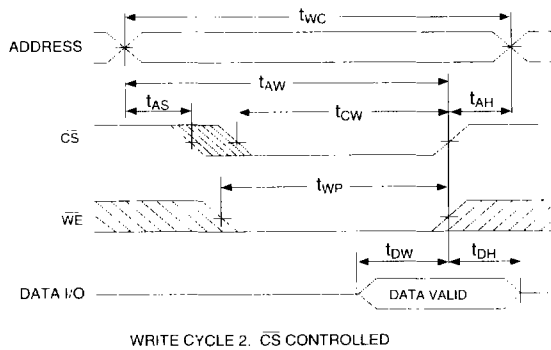 tWC
ADDRESS
tAW
tAS
tCW
tAH
CS
tWP
WE
tDW
tDH
DATA I/O
DATA VALID
WRITE CYCLE 2, CS CONTROLLED